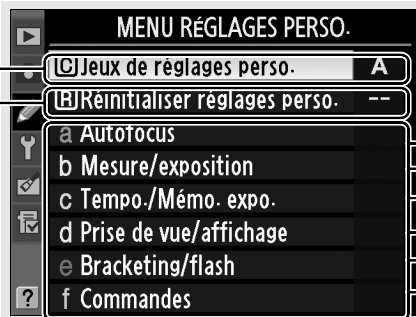 MENU RÉGLAGES PERSO.
C Jeux de réglages perso. A
R Réinitialiser réglages perso. --
a Autofocus
b Mesure/exposition
c Tempo./Mémo. expo.
d Prise de vue/affichage
e Bracketing/flash
f Commandes
?